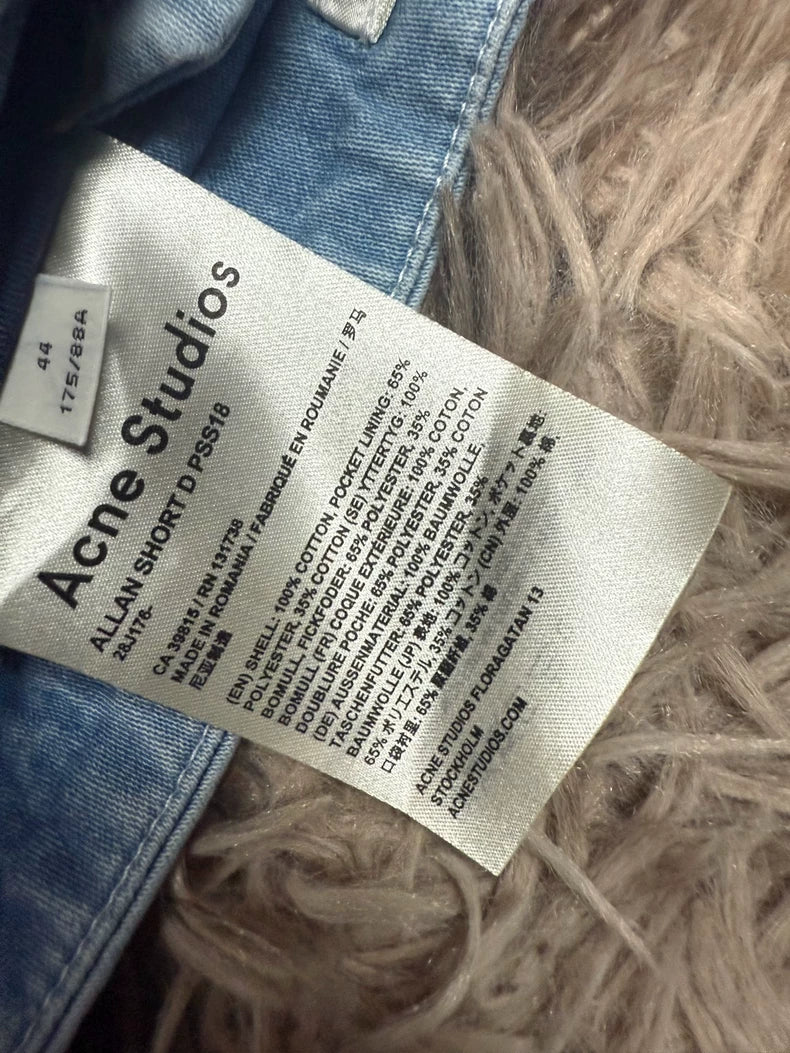 44
175/88A
Acne Studios
ALLAN SHORT D PSS18
28J176-
CA 39815 / RN 131738
MADE IN ROMANIA / FABRIQUÉ EN ROUMANIE / 罗马
尼亚制造
(EN) SHELL: 100% COTTON, POCKET LINING: 65%
POLYESTER, 35% COTTON (SE) YTTERTYG: 100%
BOMULL, FICKFODER: 65% POLYESTER, 35%
BOMULL (FR) COQUE EXTERIEURE: 100% COTON,
DOUBLURE POCHE: 65% POLYESTER, 35% COTON
(DE) AUSSENMATERIAL: 100% BAUMWOLLE,
TASCHENFUTTER: 65% POLYESTER, 35%
BAUMWOLLE (JP) 表地: 100% コットン, ポケット裏地:
65% ポリエステル, 35% コットン (CN) 外里: 100% 棉,
口袋衬里: 65% 聚酯纤维, 35% 棉
ACNE STUDIOS FLORAGATAN 13
STOCKHOLM
ACNESTUDIOS.COM